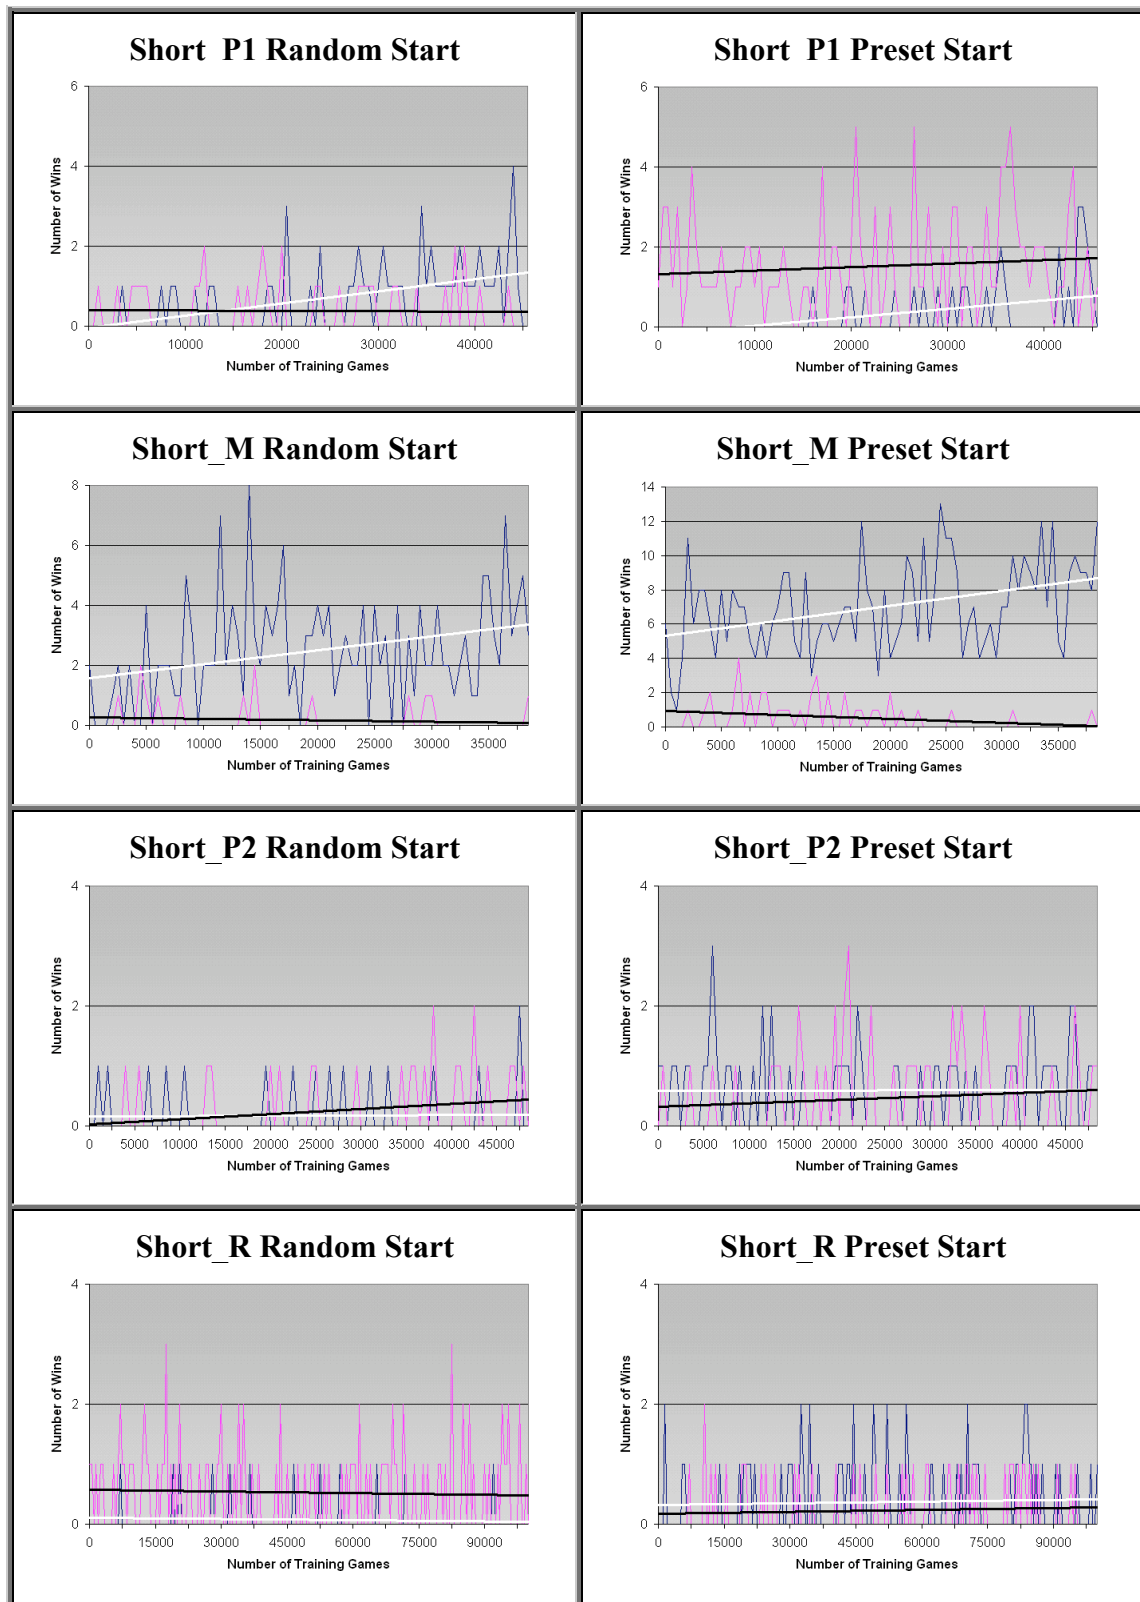 Short_P1 Random Start
6
4
2
0
Number of Wins
0 10000 20000 30000 40000
Number of Training Games
Short_P1 Preset Start
6
4
2
0
Number of Wins
0 10000 20000 30000 40000
Number of Training Games
Short_M Random Start
8
6
4
2
0
Number of Wins
0 5000 10000 15000 20000 25000 30000 35000
Number of Training Games
Short_M Preset Start
14
12
10
8
6
4
2
0
Number of Wins
0 5000 10000 15000 20000 25000 30000 35000
Number of Training Games
Short_P2 Random Start
4
2
0
Number of Wins
0 5000 10000 15000 20000 25000 30000 35000 40000 45000
Number of Training Games
Short_P2 Preset Start
4
2
0
Number of Wins
0 5000 10000 15000 20000 25000 30000 35000 40000 45000
Number of Training Games
Short_R Random Start
4
2
0
Number of Wins
0 15000 30000 45000 60000 75000 90000
Number of Training Games
Short_R Preset Start
4
2
0
Number of Wins
0 15000 30000 45000 60000 75000 90000
Number of Training Games